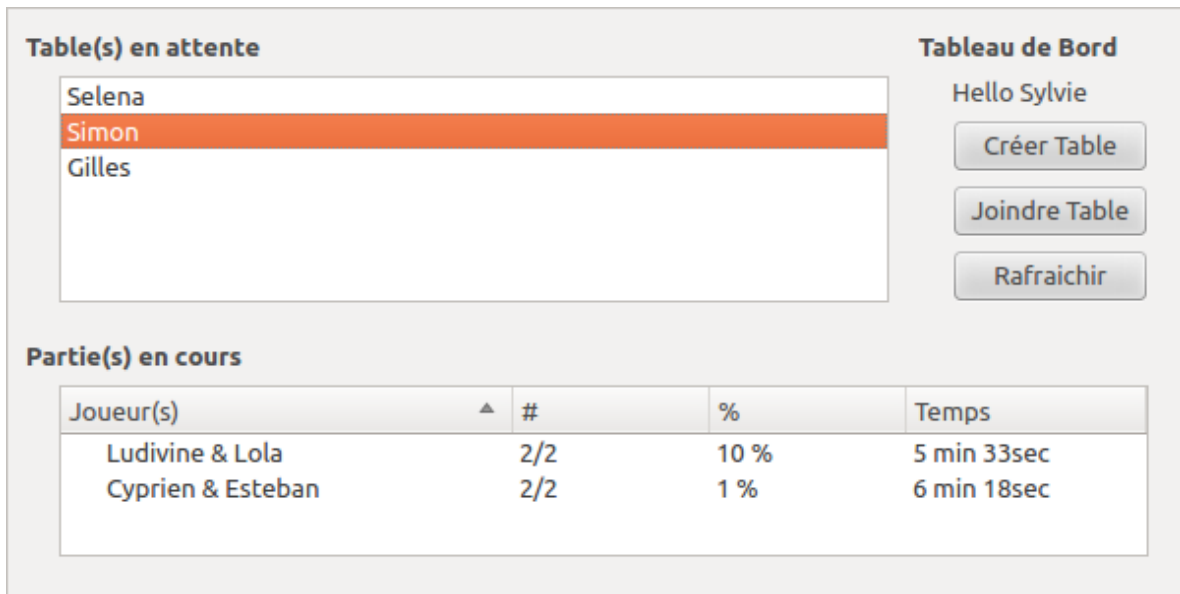 Table(s) en attente
Selena
Simon
Gilles
Tableau de Bord
Hello Sylvie
Créer Table
Joindre Table
Rafraichir
Partie(s) en cours
Joueur(s) # % Temps
Ludivine & Lola 2/2 10 % 5 min 33sec
Cyprien & Esteban 2/2 1 % 6 min 18sec